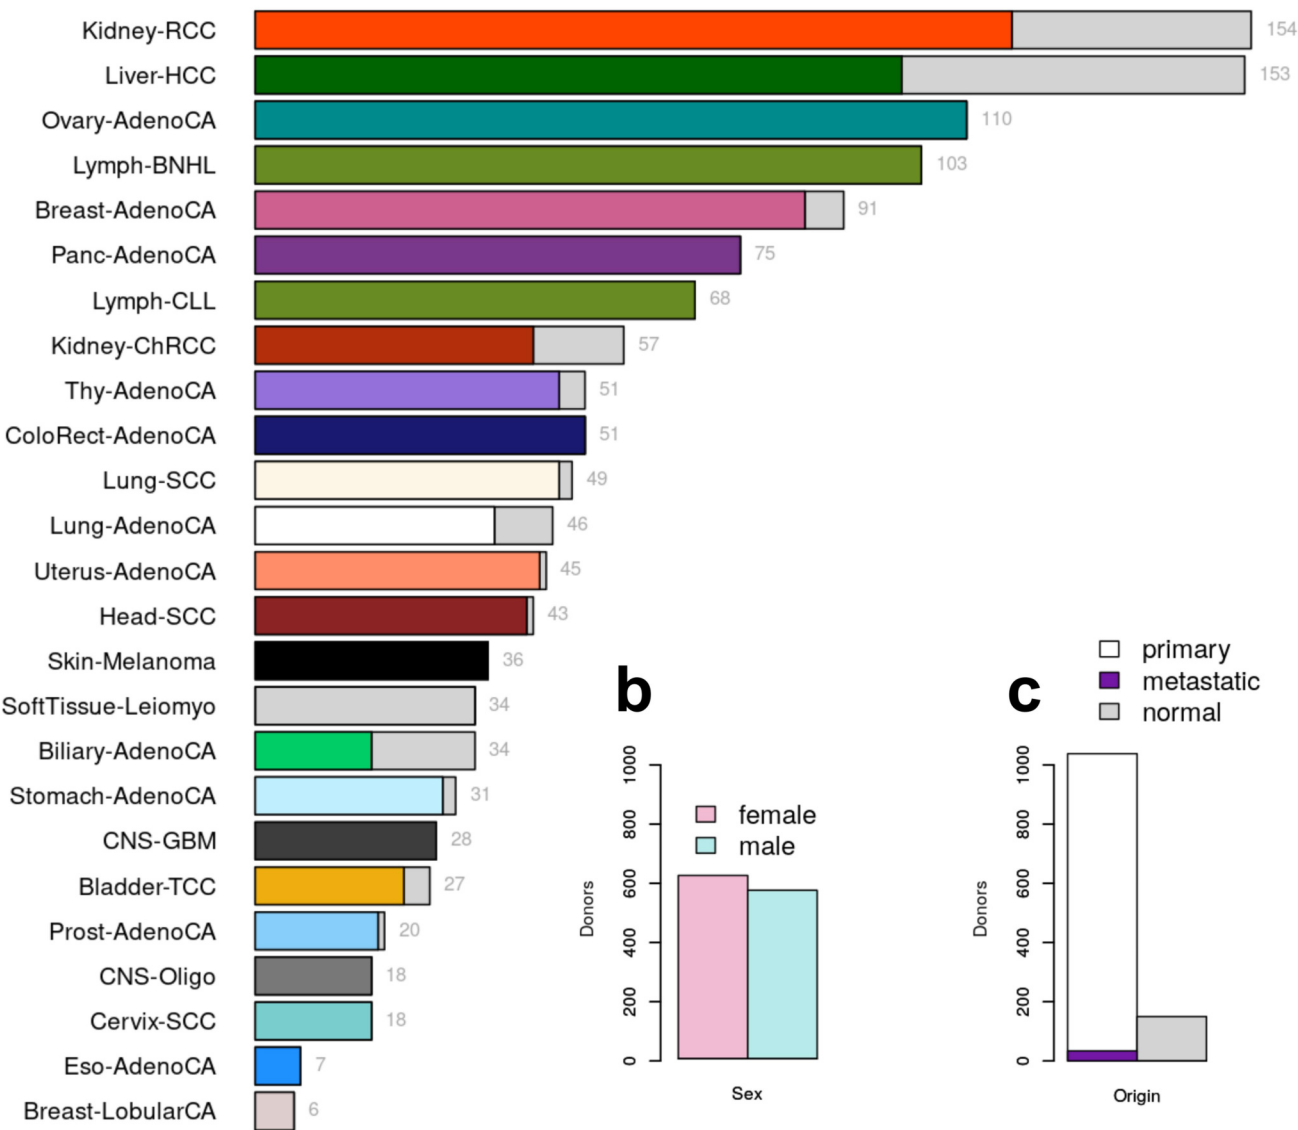 Kidney-RCC 154
Liver-HCC 153
Ovary-AdenoCA 110
Lymph-BNHL 103
Breast-AdenoCA 91
Panc-AdenoCA 75
Lymph-CLL 68
Kidney-ChRCC 57
Thy-AdenoCA 51
ColoRect-AdenoCA 51
Lung-SCC 49
Lung-AdenoCA 46
Uterus-AdenoCA 45
Head-SCC 43
Skin-Melanoma 36
SoftTissue-Leiomyo 34
Biliary-AdenoCA 34
Stomach-AdenoCA 31
CNS-GBM 28
Bladder-TCC 27
Prost-AdenoCA 20
CNS-Oligo 18
Cervix-SCC 18
Eso-AdenoCA 7
Breast-LobularCA 6
b
female
male
1000
800
600
400
200
0
Donors
Sex
c
primary
metastatic
normal
1000
800
600
400
200
0
Donors
Origin